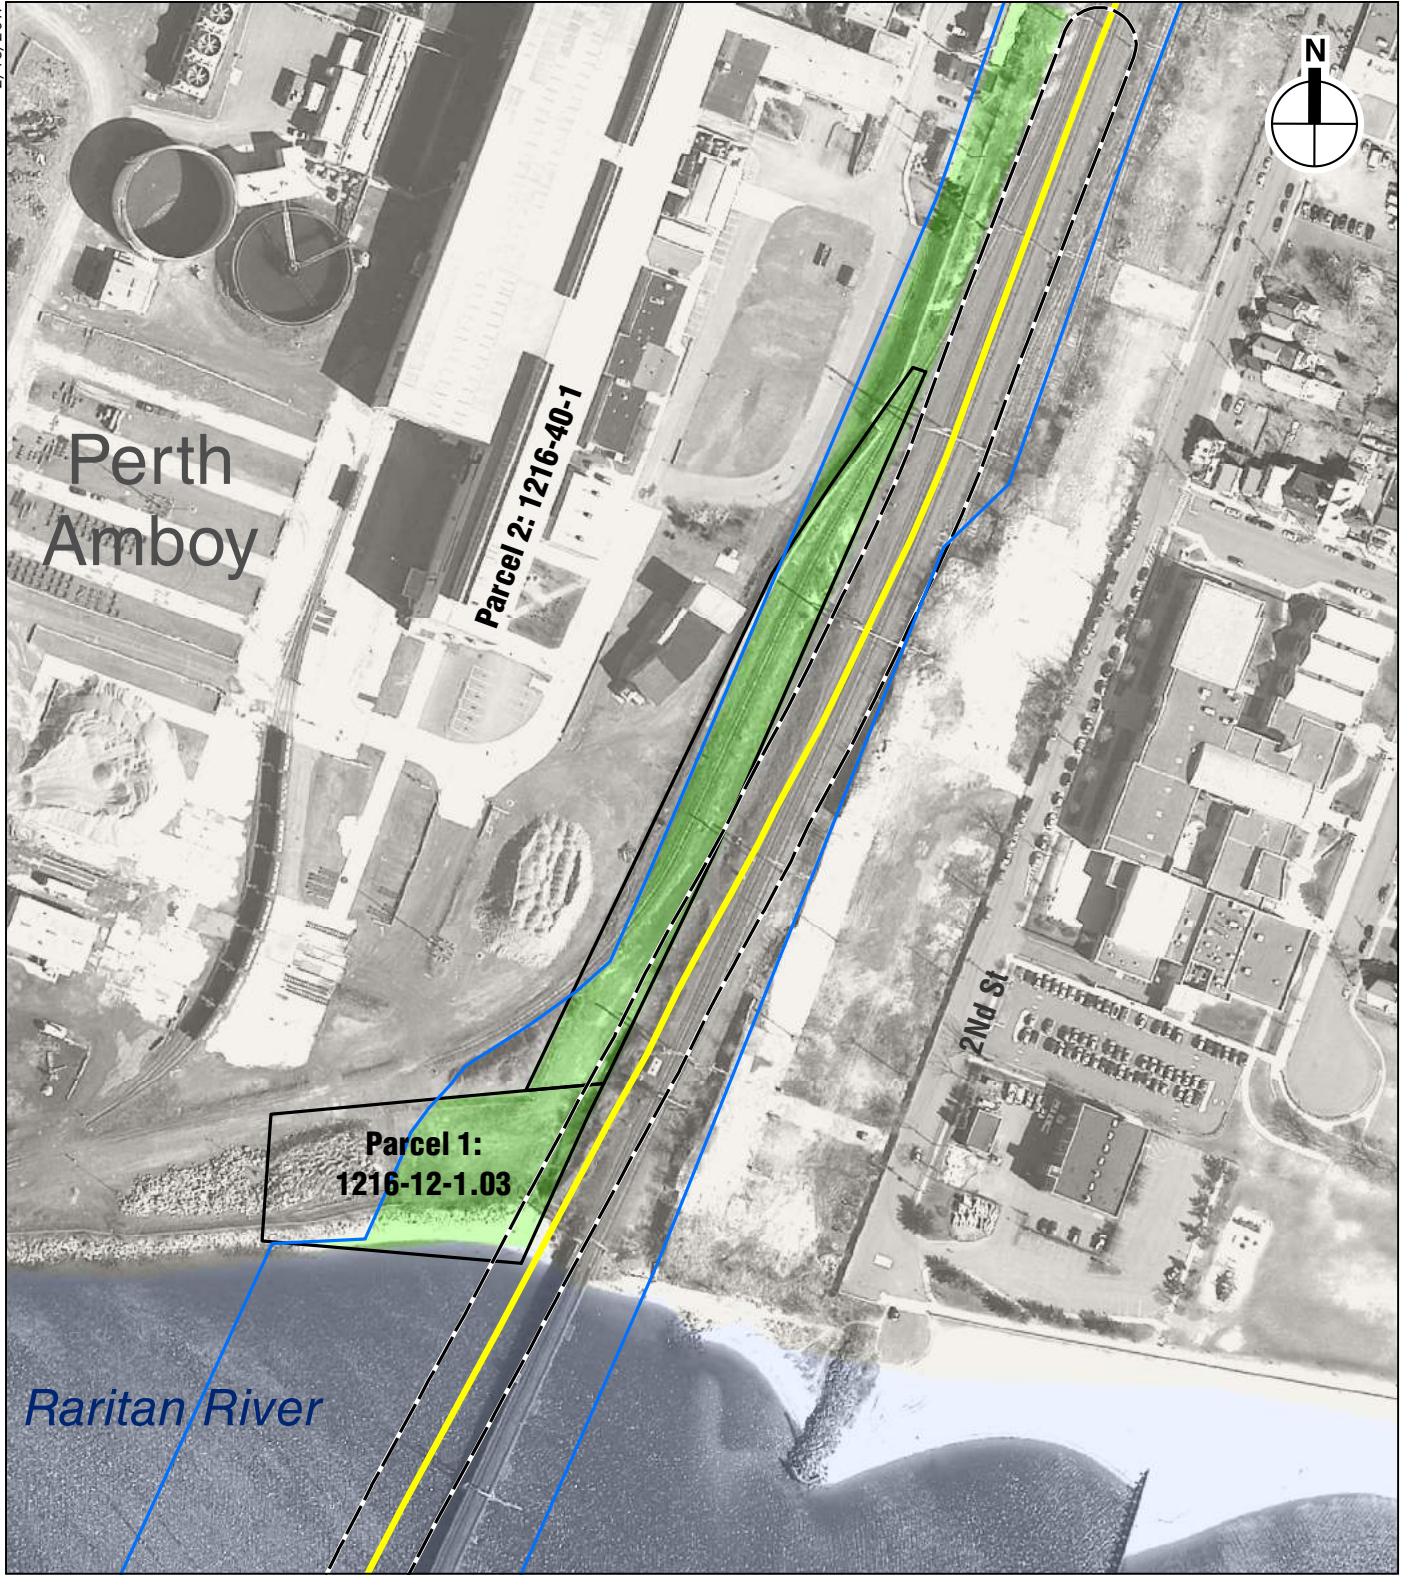 N
Perth
Amboy
Parcel 2: 1216-40-1
2Nd St
Parcel 1:
1216-12-1.03
Raritan River